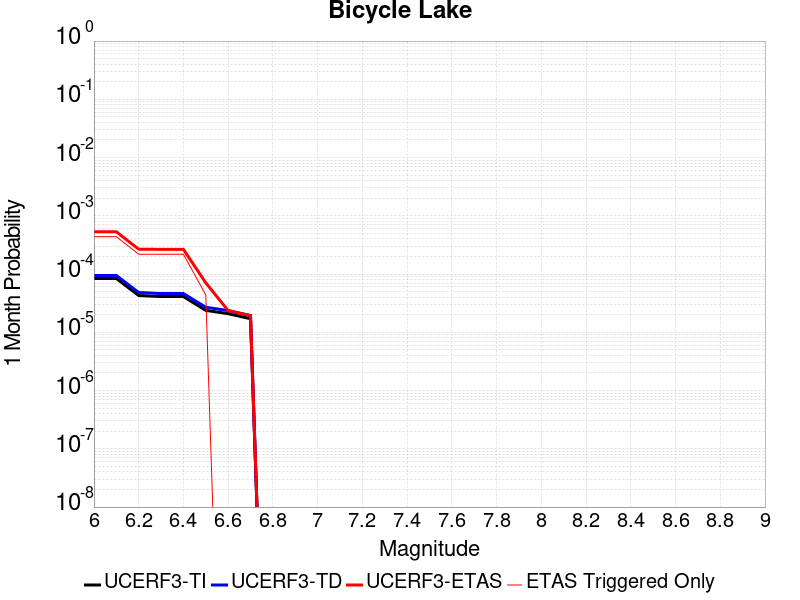 Bicycle Lake
10^0
10^-1
10^-2
10^-3
10^-4
10^-5
10^-6
10^-7
10^-8
1 Month Probability
6 6.2 6.4 6.6 6.8 7 7.2 7.4 7.6 7.8 8 8.2 8.4 8.6 8.8 9
Magnitude
UCERF3-TI UCERF3-TD UCERF3-ETAS ETAS Triggered Only